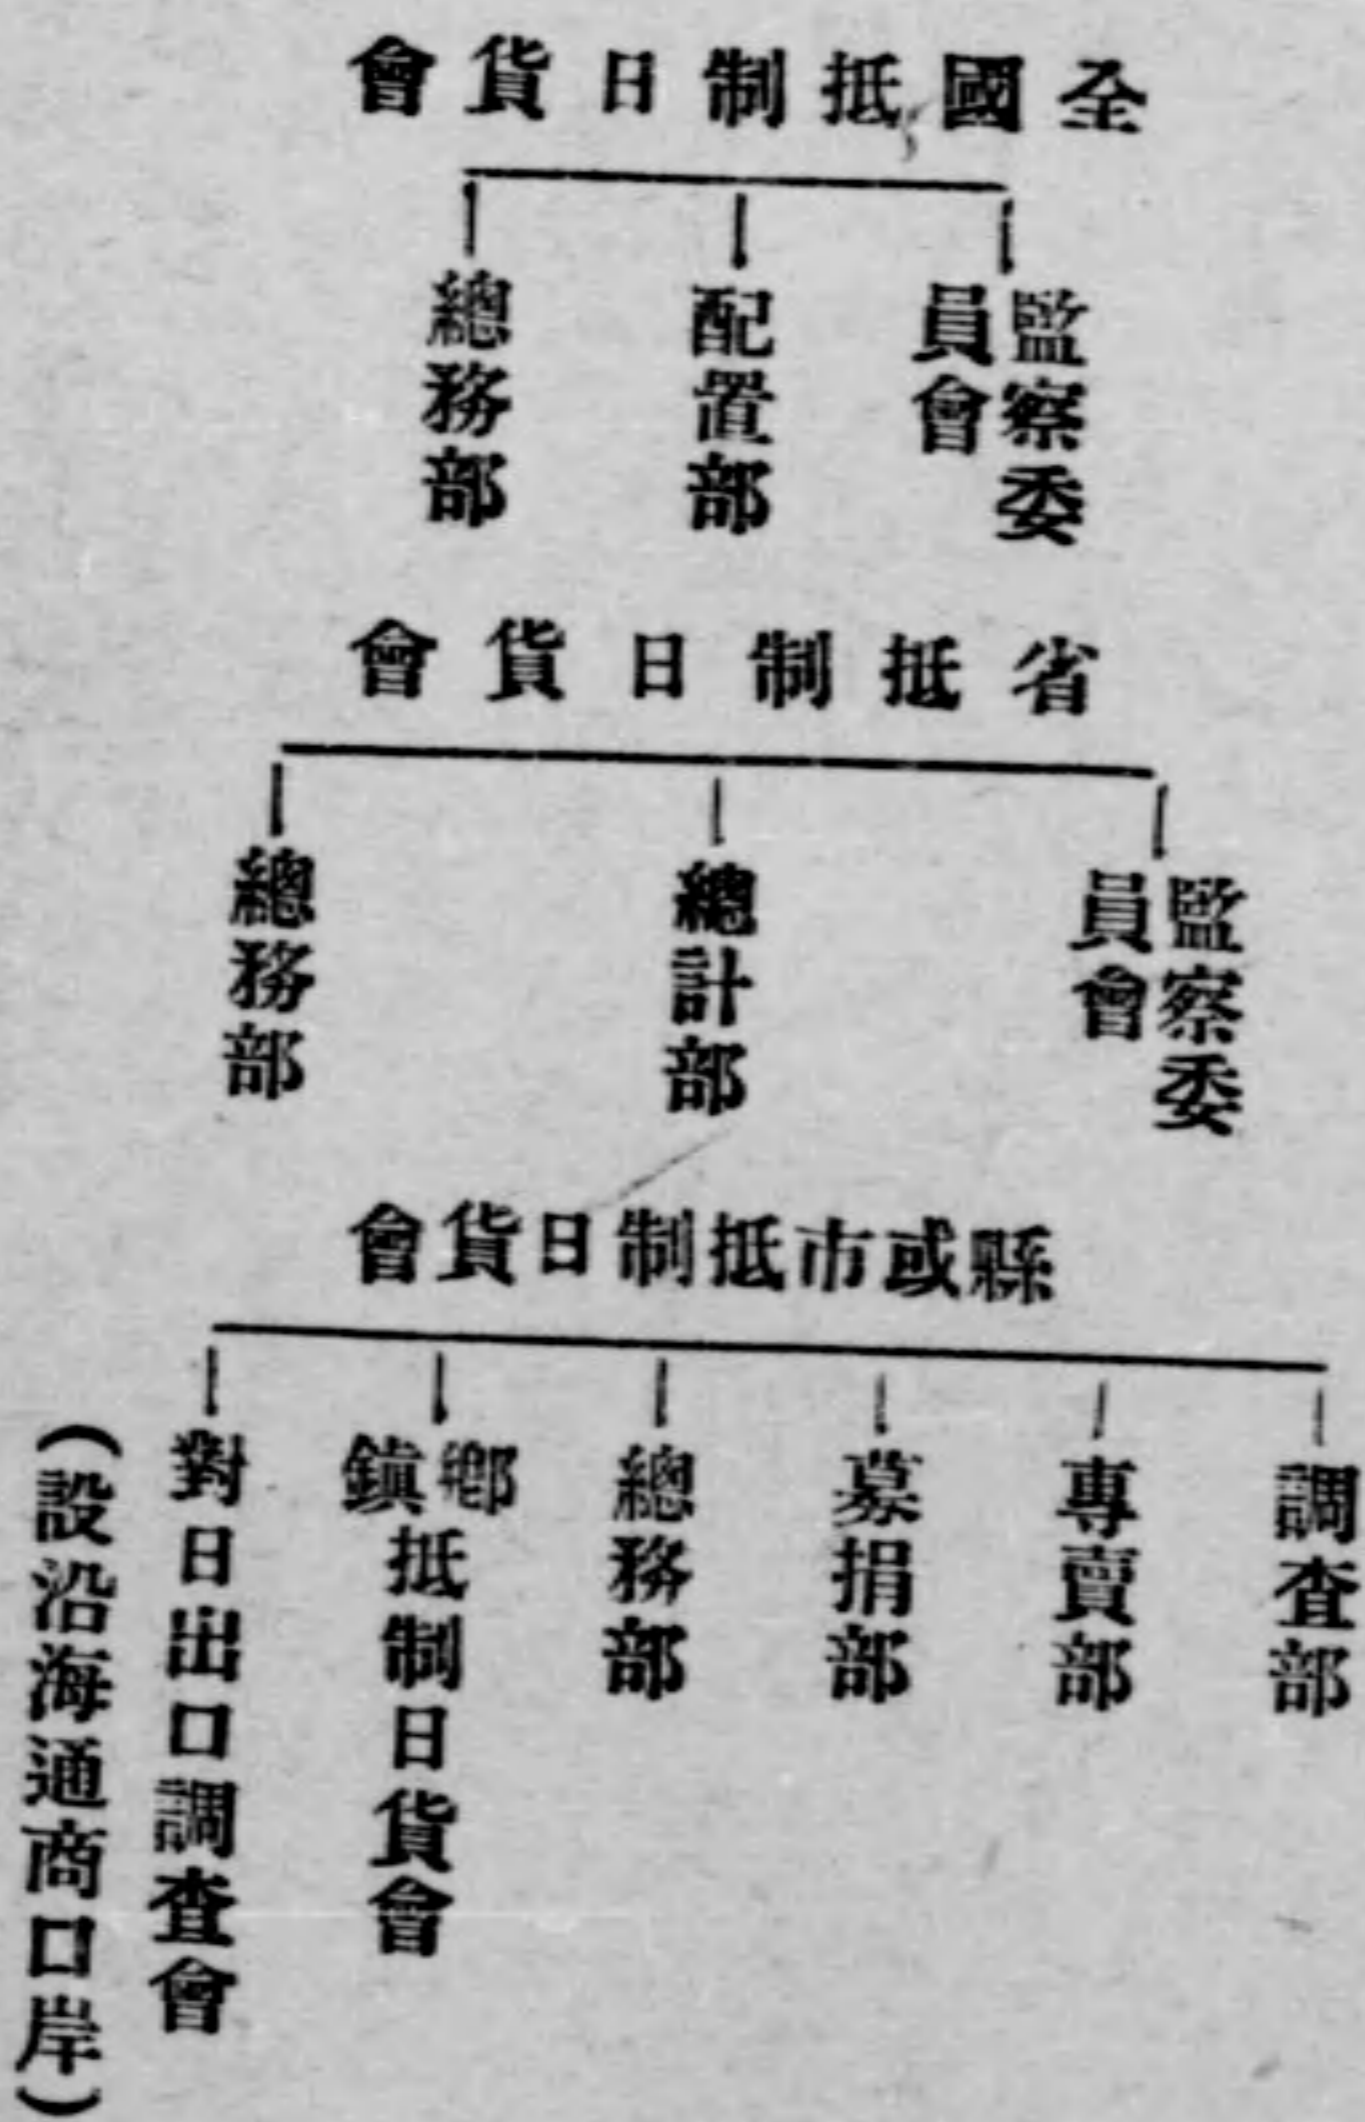 全國抵制日貨會
監察委
員會
配置部
總務部
省抵制日貨會
監察委
員會
總計部
總務部
縣或市抵制日貨會
調查部
專賣部
募捐部
總務部
鄉鎮抵制日貨會
對日出口調查會
（設沿海通商口岸）